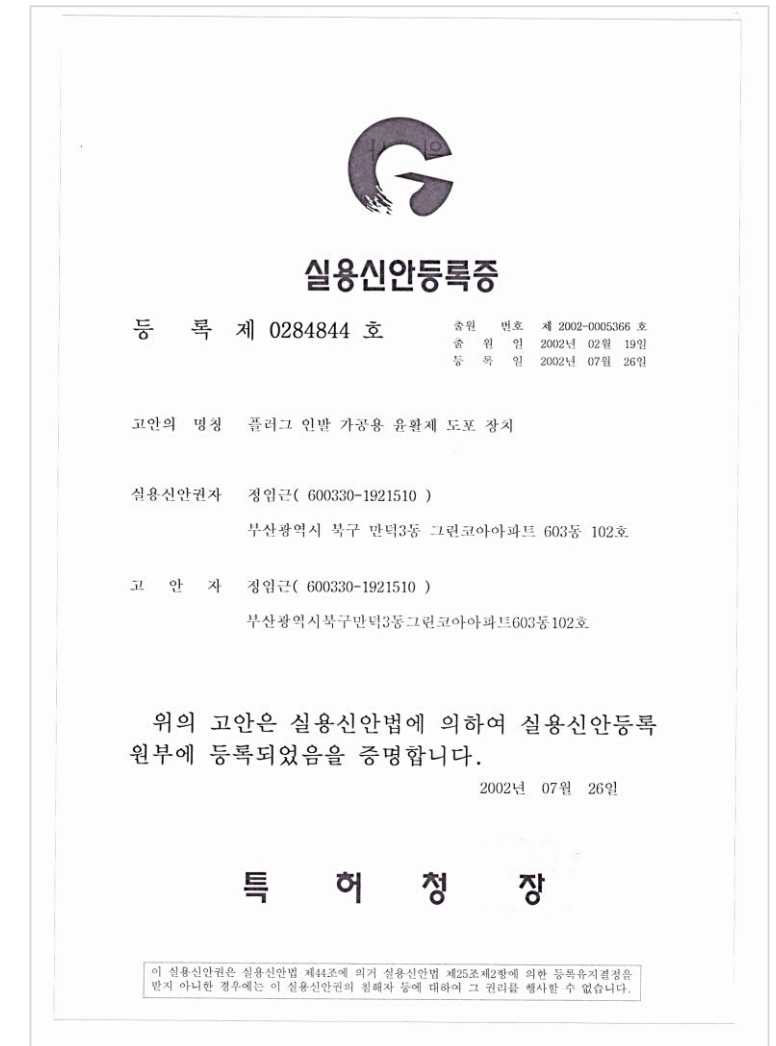 실용신안등록증
등 록 제 0284844 호
출원 번호 제 2002-0005366 호
출 원 일 2002년 02월 19일
등 록 일 2002년 07월 26일
고안의 명칭 플러그 인발 가공용 윤활제 도포 장치
실용신안권자 정임근( 600330-1921510 )
부산광역시 북구 만덕3동 그린코아아파트 603동 102호
고 안 자 정임근( 600330-1921510 )
부산광역시북구만덕3동그린코아아파트603동102호
위의 고안은 실용신안법에 의하여 실용신안등록
원부에 등록되었음을 증명합니다.
2002년 07월 26일
특 허 청 장
이 실용신안권은 실용신안법 제44조에 의거 실용신안법 제25조제2항에 의한 등록유지결정을
받지 아니한 경우에는 이 실용신안권의 침해자 등에 대하여 그 권리를 행사할 수 없습니다.